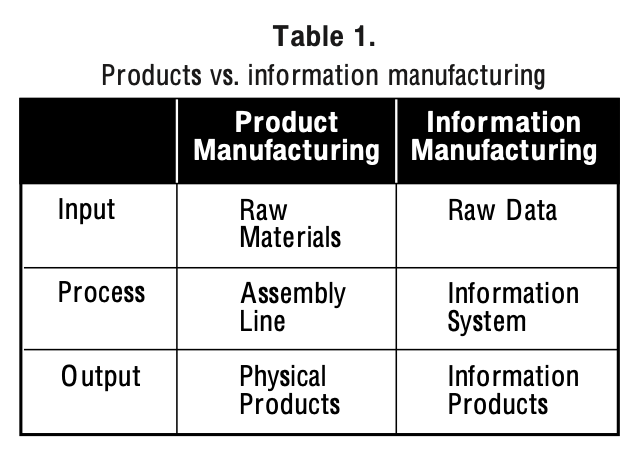 Table 1.
Products vs. information manufacturing
Product Manufacturing
Information Manufacturing
Input
Raw Materials
Raw Data
Process
Assembly Line
Information System
Output
Physical Products
Information Products